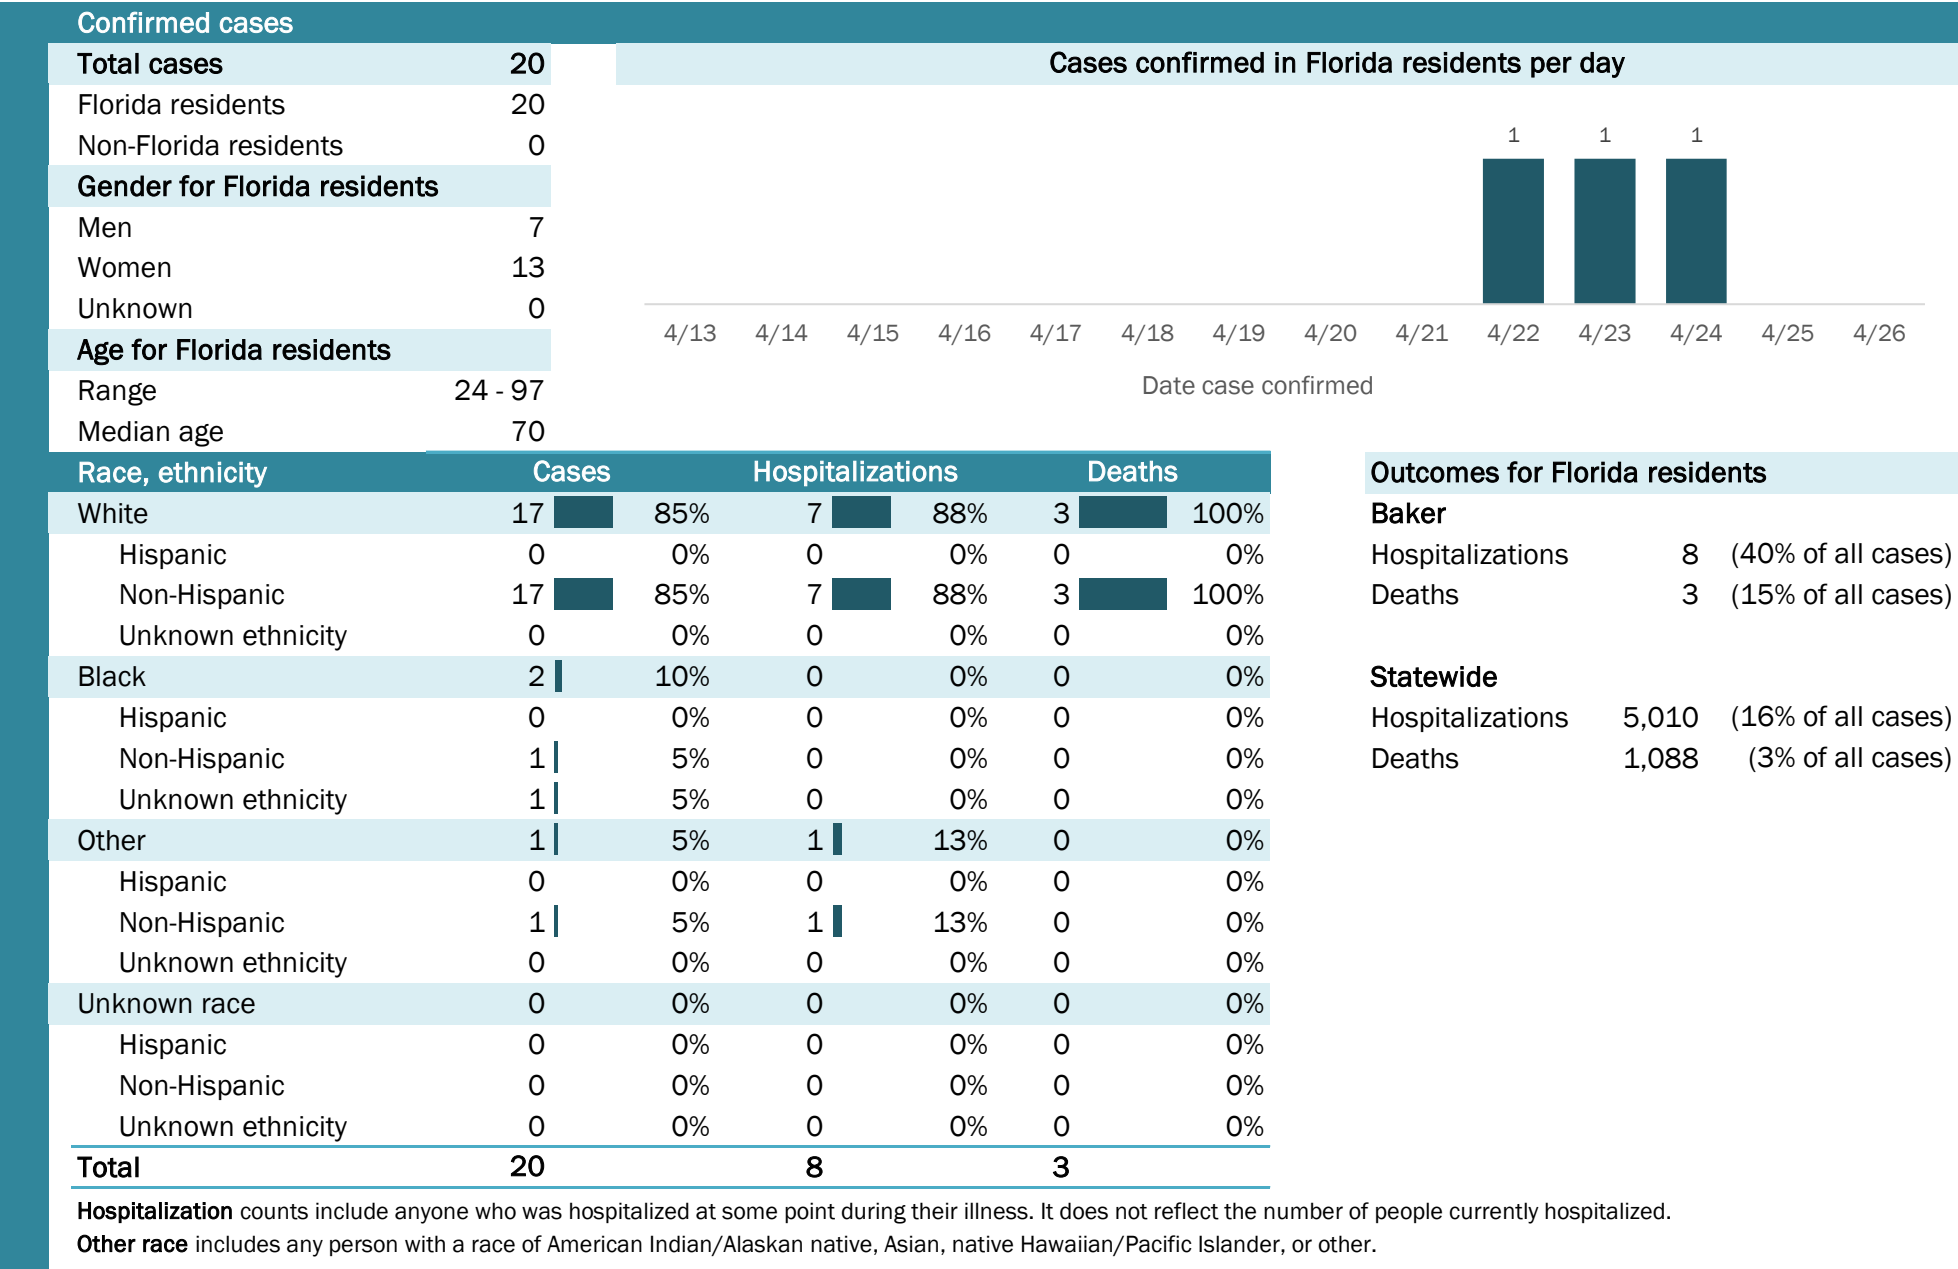 Confirmed cases
Total cases 20
Florida residents 20
Non-Florida residents 0
Gender for Florida residents
Men 7
Women 13
Unknown 0
Age for Florida residents
Range 24 - 97
Median age 70
Cases confirmed in Florida residents per day
1 1 1
4/13 4/14 4/15 4/16 4/17 4/18 4/19 4/20 4/21 4/22 4/23 4/24 4/25 4/26
Date case confirmed
Race, ethnicity Cases Hospitalizations Deaths
White 17 85% 7 88% 3 100%
Hispanic 0 0% 0 0% 0 0%
Non-Hispanic 17 85% 7 88% 3 100%
Unknown ethnicity 0 0% 0 0% 0 0%
Black 2 10% 0 0% 0 0%
Hispanic 0 0% 0 0% 0 0%
Non-Hispanic 1 5% 0 0% 0 0%
Unknown ethnicity 1 5% 0 0% 0 0%
Other 1 5% 1 13% 0 0%
Hispanic 0 0% 0 0% 0 0%
Non-Hispanic 1 5% 1 13% 0 0%
Unknown ethnicity 0 0% 0 0% 0 0%
Unknown race 0 0% 0 0% 0 0%
Hispanic 0 0% 0 0% 0 0%
Non-Hispanic 0 0% 0 0% 0 0%
Unknown ethnicity 0 0% 0 0% 0 0%
Total 20 8 3
Outcomes for Florida residents
Baker
Hospitalizations 8 (40% of all cases)
Deaths 3 (15% of all cases)
Statewide
Hospitalizations 5,010 (16% of all cases)
Deaths 1,088 (3% of all cases)
Hospitalization counts include anyone who was hospitalized at some point during their illness. It does not reflect the number of people currently hospitalized.
Other race includes any person with a race of American Indian/Alaskan native, Asian, native Hawaiian/Pacific Islander, or other.